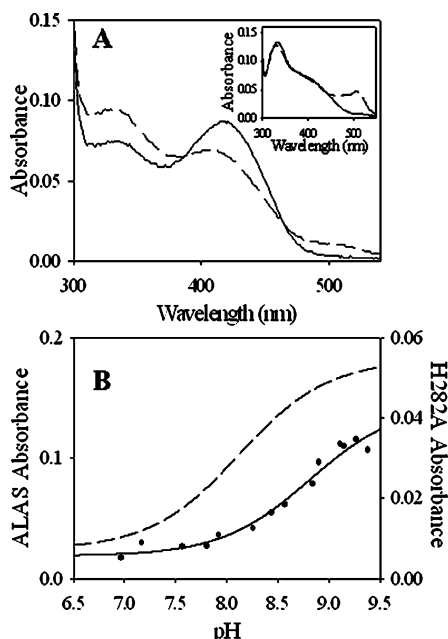 A
Absorbance
0.15
0.10
0.05
0.00
300
400
500
Wavelength (nm)
Absorbance
0.15
0.10
0.05
0.00
300
400
500
Wavelength (nm)
B
ALAS Absorbance
0.2
0.1
0.0
H282A Absorbance
0.06
0.04
0.02
0.00
6.5 7.0 7.5 8.0 8.5 9.0 9.5
pH